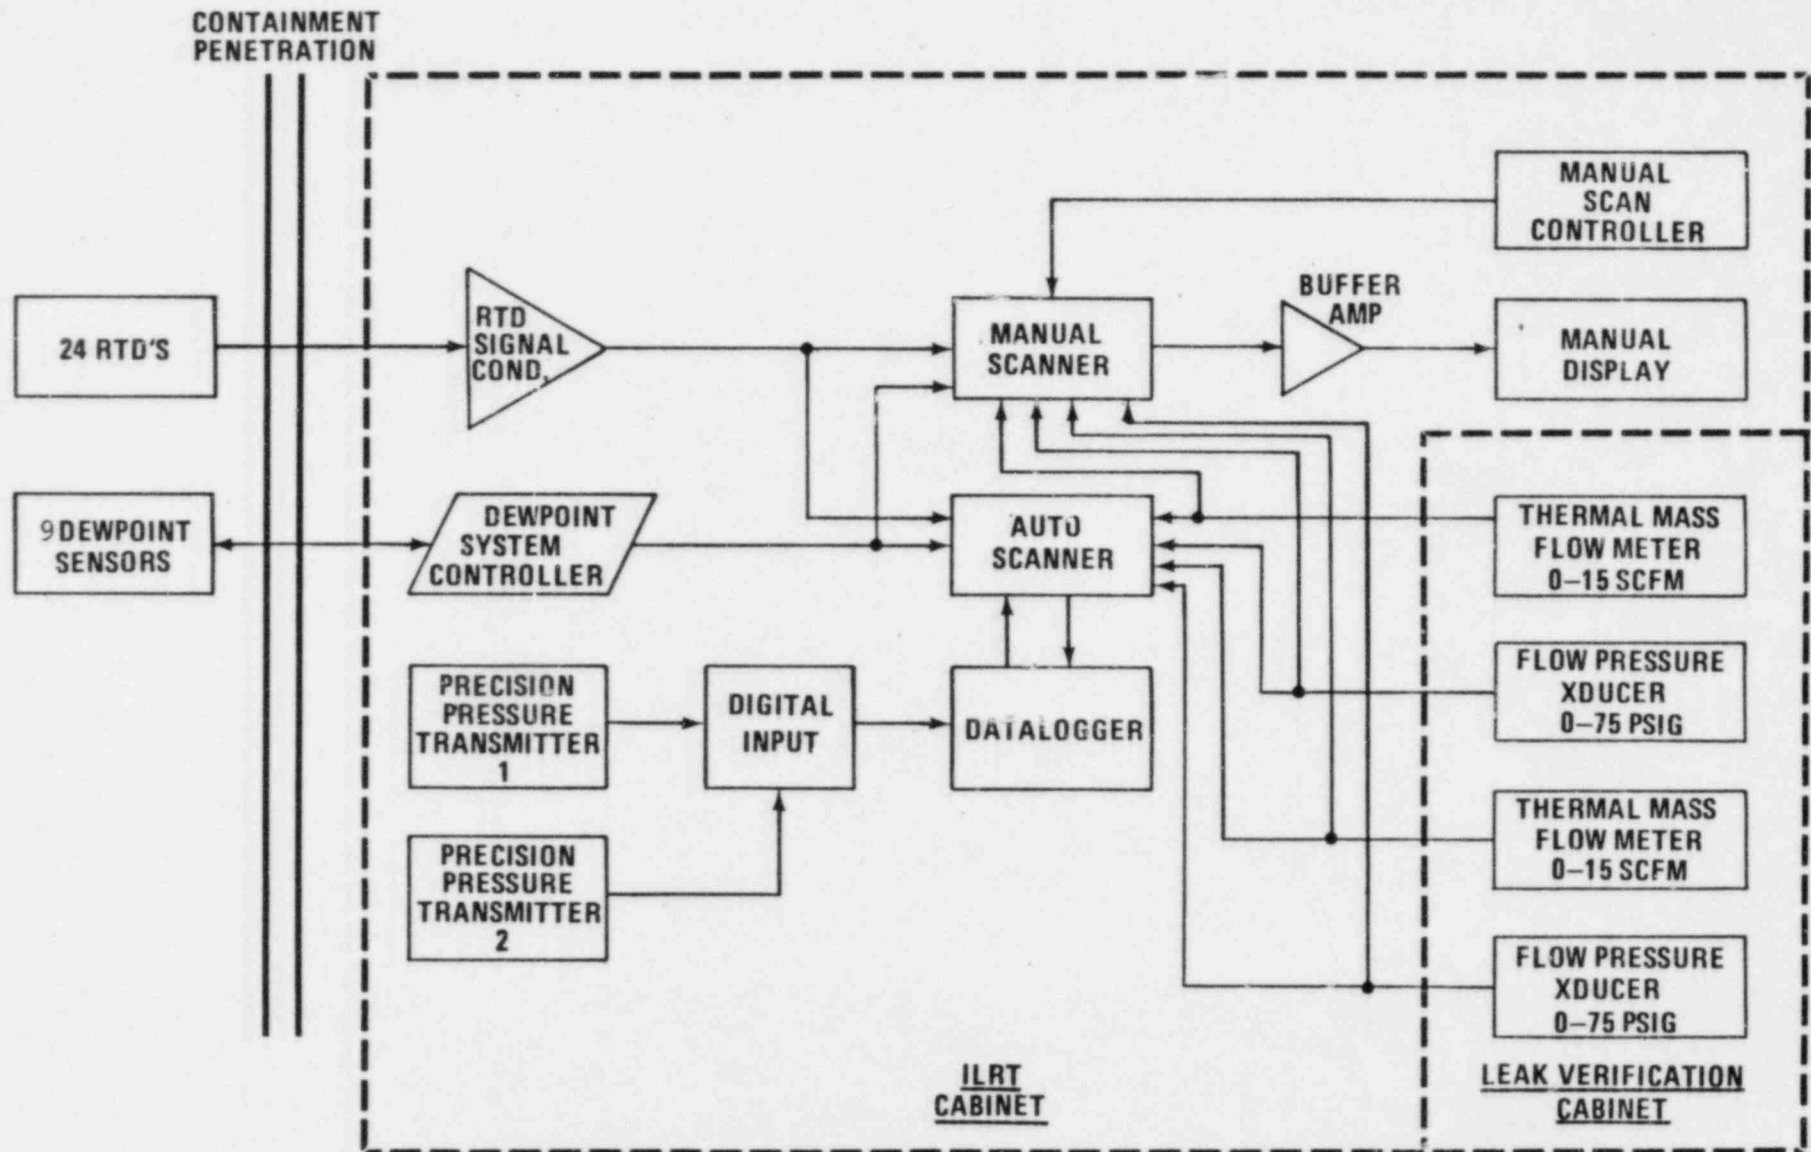 CONTAINMENT
PENETRATION
24 RTD'S
9 DEWPOINT
SENSORS
RTD
SIGNAL
COND.
DEWPOINT
SYSTEM
CONTROLLER
PRECISION
PRESSURE
TRANSMITTER
1
PRECISION
PRESSURE
TRANSMITTER
2
DIGITAL
INPUT
MANUAL
SCANNER
AUTO
SCANNER
DATALOGGER
BUFFER
AMP
MANUAL
SCAN
CONTROLLER
MANUAL
DISPLAY
THERMAL MASS
FLOW METER
0–15 SCFM
FLOW PRESSURE
XDUCER
0–75 PSIG
THERMAL MASS
FLOW METER
0–15 SCFM
FLOW PRESSURE
XDUCER
0–75 PSIG
ILRT
CABINET
LEAK VERIFICATION
CABINET